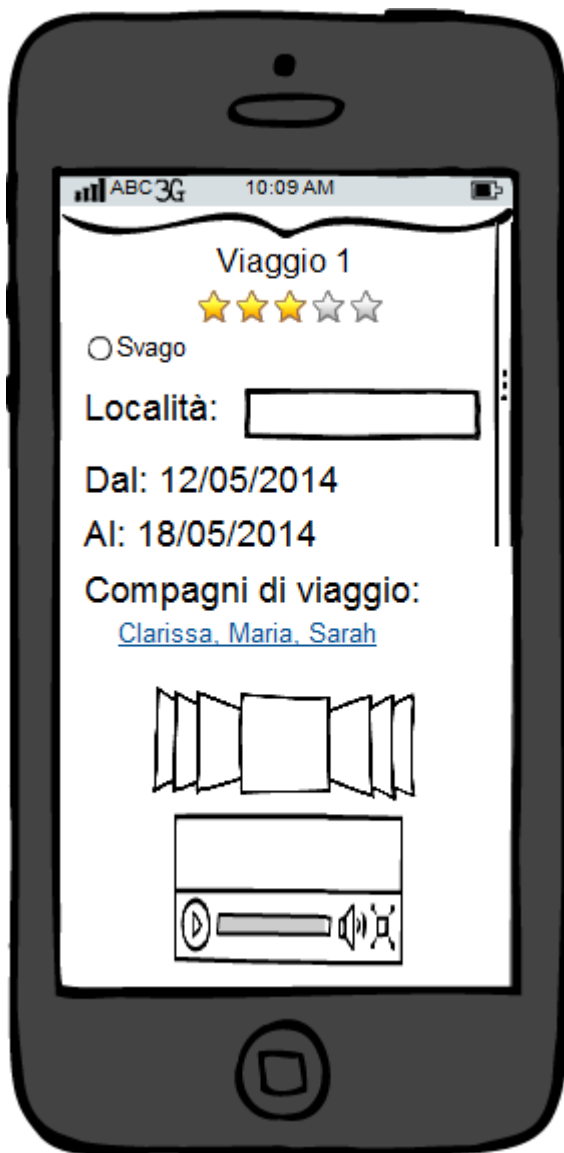 ABC 3G 10:09 AM
Viaggio 1
Svago
Località:
Dal: 12/05/2014
Al: 18/05/2014
Compagni di viaggio:
Clarissa, Maria, Sarah